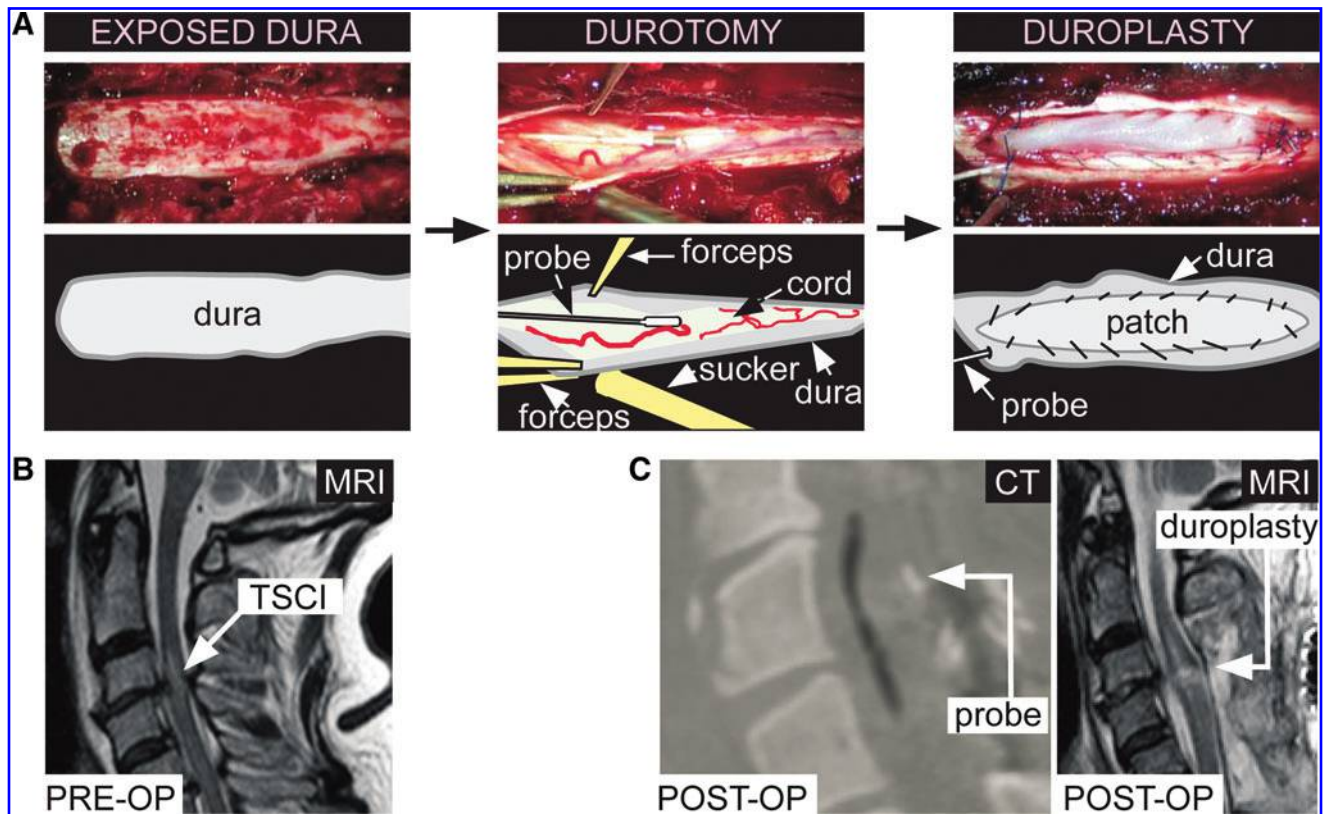 A
EXPOSED DURA
DUROTOMY
DUROPLASTY
dura
probe
forceps
cord
sucker
dura
forceps
dura
patch
probe
B
MRI
TSCI
PRE-OP
C
CT
probe
POST-OP
MRI
duroplasty
POST-OP